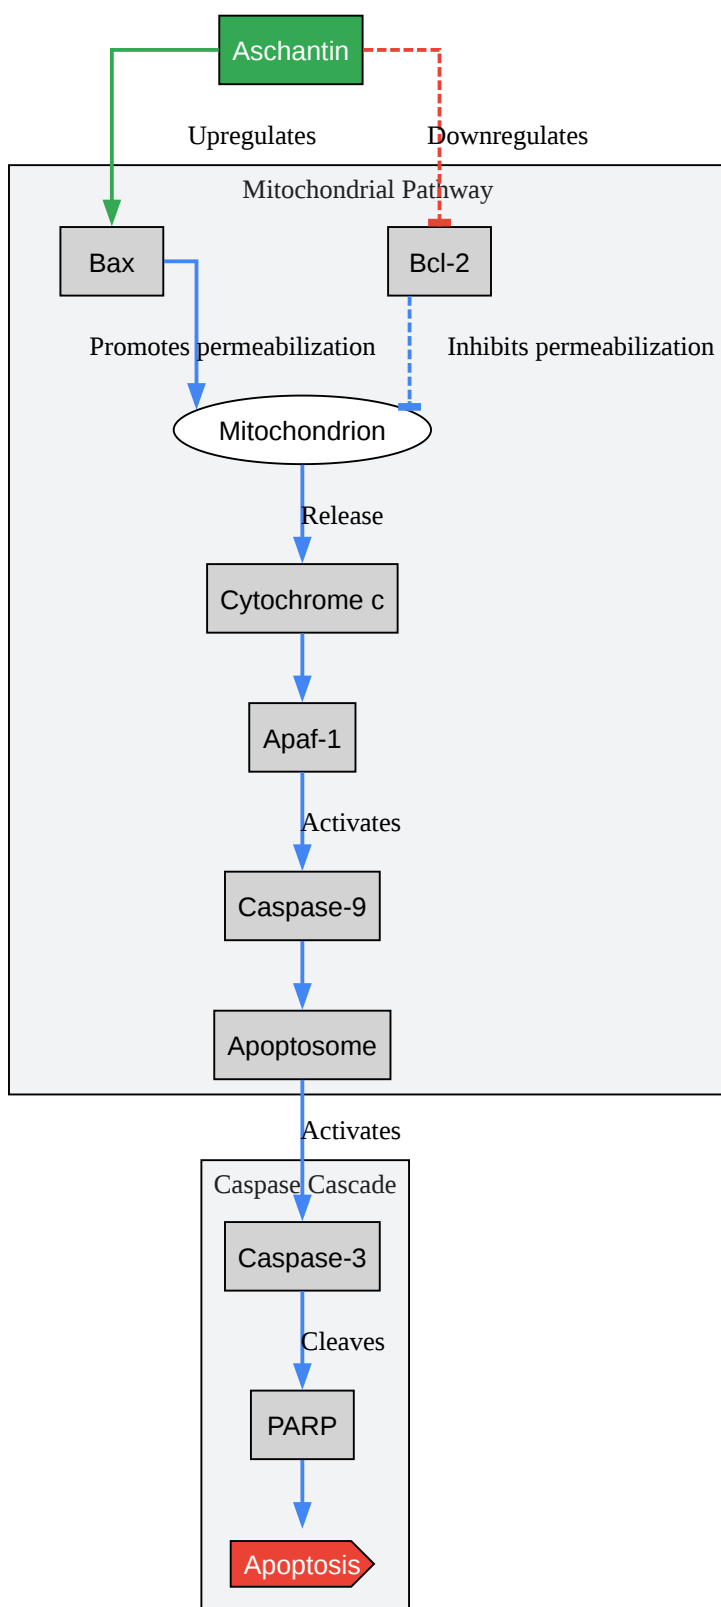 Aschantin
Upregulates
Downregulates
Mitochondrial Pathway
Bax
Bcl-2
Promotes permeabilization
Inhibits permeabilization
Mitochondrion
Release
Cytochrome c
Apaf-1
Activates
Caspase-9
Apoptosome
Activates
Caspase Cascade
Caspase-3
Cleaves
PARP
Apoptosis